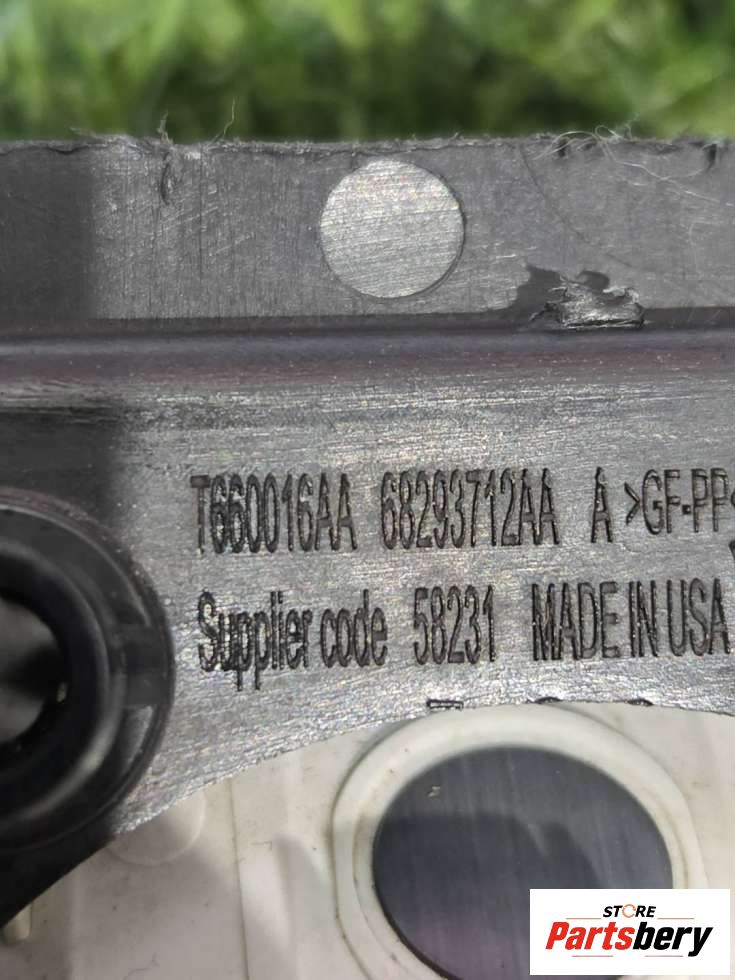 T660016AA 68293712AA A >GF-PP<
Supplier code 58231 MADE IN USA
STORE
Partsbery